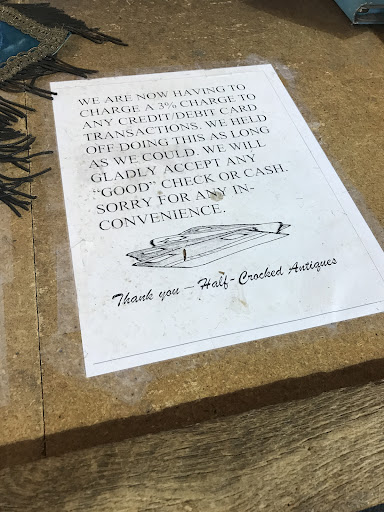 WE ARE NOW HAVING TO
CHARGE A 3% CHARGE TO
ANY CREDIT/DEBIT CARD
TRANSACTIONS. WE HELD
OFF DOING THIS AS LONG
AS WE COULD. WE WILL
GLADLY ACCEPT ANY
"GOOD" CHECK OR CASH.
SORRY FOR ANY IN-
CONVENIENCE.
Thank you — Half-Crocked Antiques